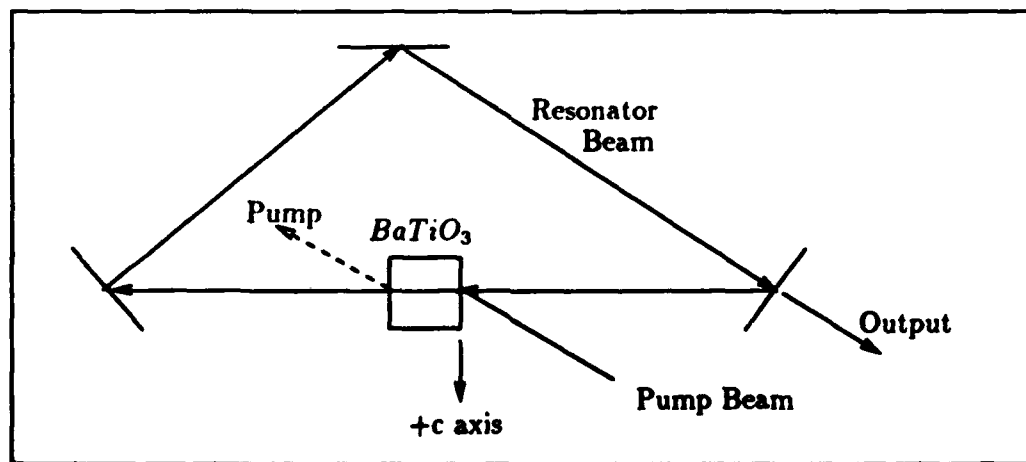 Resonator
Beam
Pump
BaTiO₃
Output
Pump Beam
+c axis